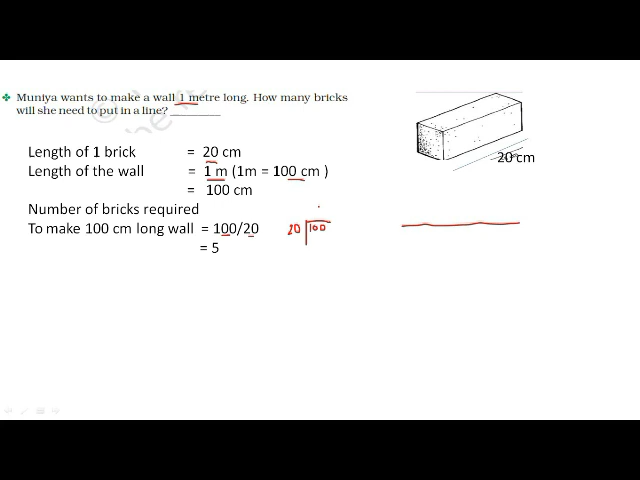 ❖ Muniya wants to make a wall 1 metre long. How many bricks
will she need to put in a line? ________
20 cm
Length of 1 brick = 20 cm
Length of the wall = 1 m (1m = 100 cm )
= 100 cm
Number of bricks required
To make 100 cm long wall = 100/20
20 100
= 5